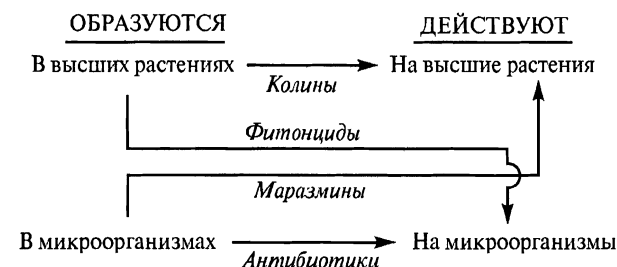 ОБРАЗУЮТСЯ ДЕЙСТВУЮТ
В высших растениях На высшие растения
Колины
Фитонциды
Маразмины
В микроорганизмах На микроорганизмы
Антибиотики